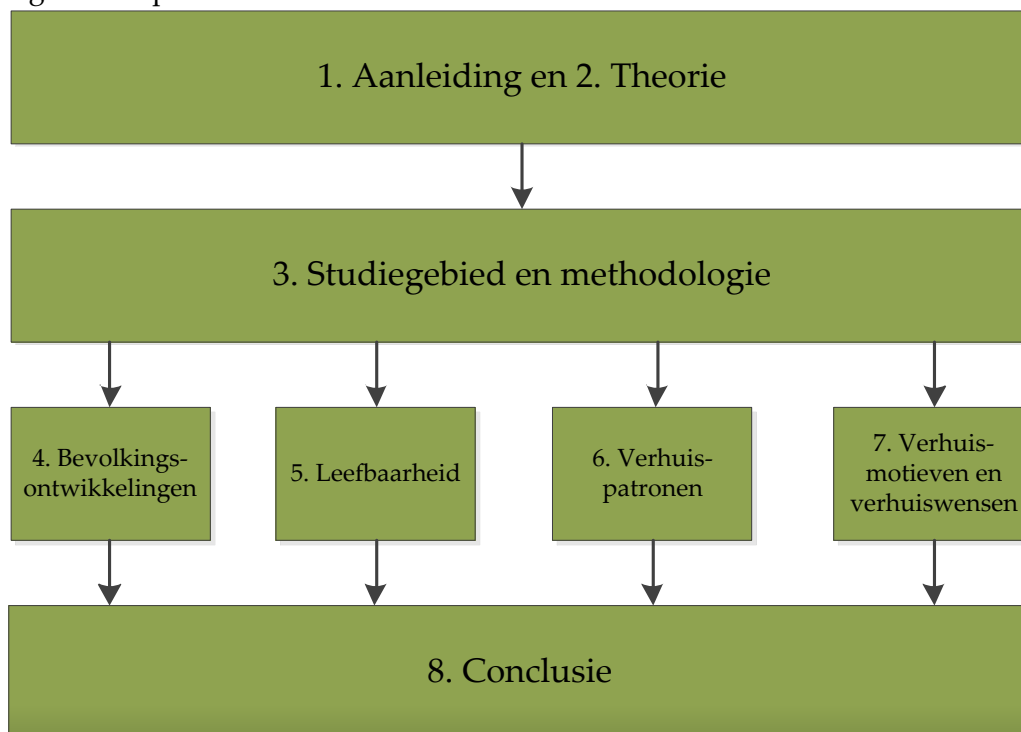 1. Aanleiding en 2. Theorie
3. Studiegebied en methodologie
4. Bevolkings-
ontwikkelingen
5. Leefbaarheid
6. Verhuis-
patronen
7. Verhuis-
motieven en
verhuiswensen
8. Conclusie